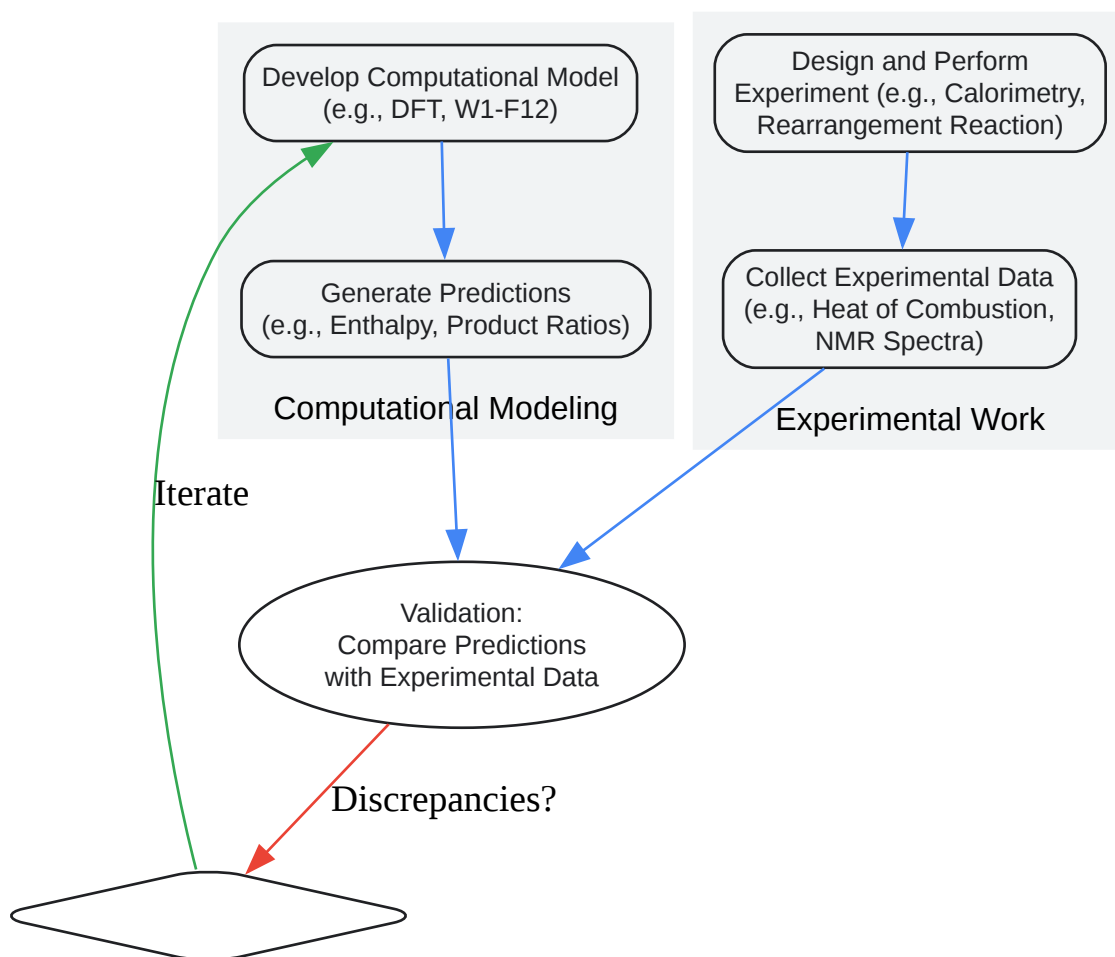 Develop Computational Model
(e.g., DFT, W1-F12)
Generate Predictions
(e.g., Enthalpy, Product Ratios)
Computational Modeling
Design and Perform
Experiment (e.g., Calorimetry,
Rearrangement Reaction)
Collect Experimental Data
(e.g., Heat of Combustion,
NMR Spectra)
Experimental Work
Iterate
Validation:
Compare Predictions
with Experimental Data
Discrepancies?